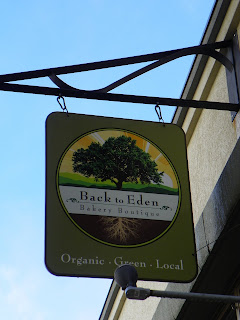 Back to Eden
Bakery Boutique
Organic · Green · Local